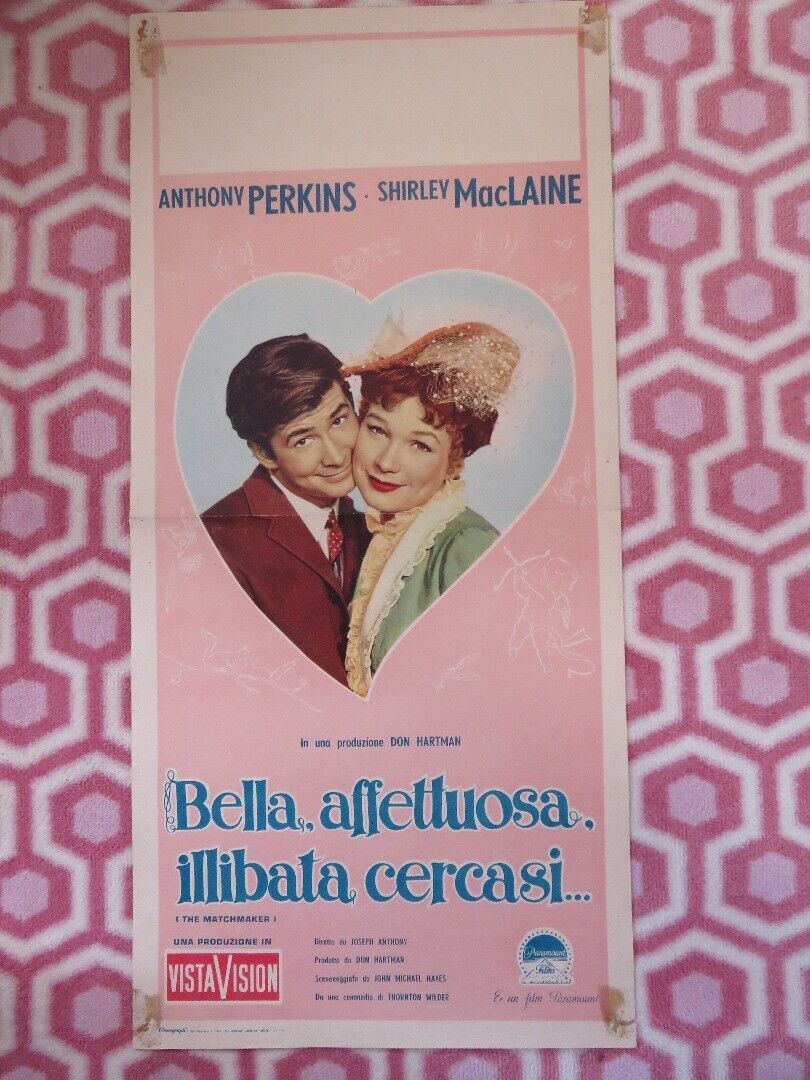 ANTHONY PERKINS · SHIRLEY MacLAINE
In una produzione DON HARTMAN
Bella, affettuosa,
illibata cercasi...
( THE MATCHMAKER )
UNA PRODUZIONE IN
VISTAVISION
Diretto da JOSEPH ANTHONY
Prodotto da DON HARTMAN
Sceneggiato da JOHN MICHAEL HAYES
Da una commedia di THORNTON WILDER
Paramount
Film
È un film Paramount